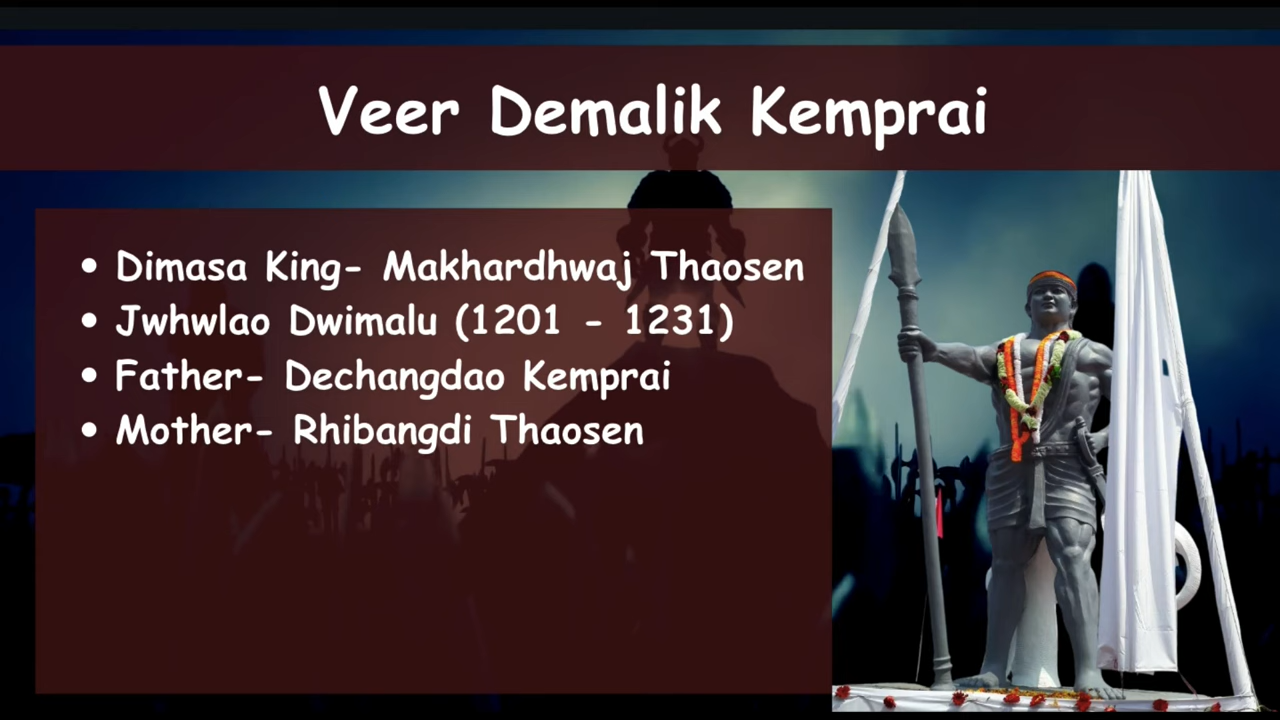 Veer Demalik Kemprai
• Dimasa King- Makhardhwaj Thaosen
• Jwhwlao Dwimalu (1201 - 1231)
• Father- Dechangdao Kemprai
• Mother- Rhibangdi Thaosen